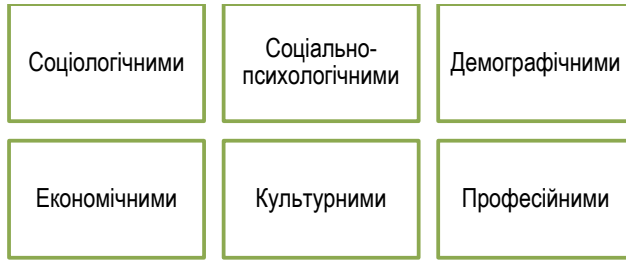 Соціологічними
Соціально-
психологічними
Демографічними
Економічними
Культурними
Професійними